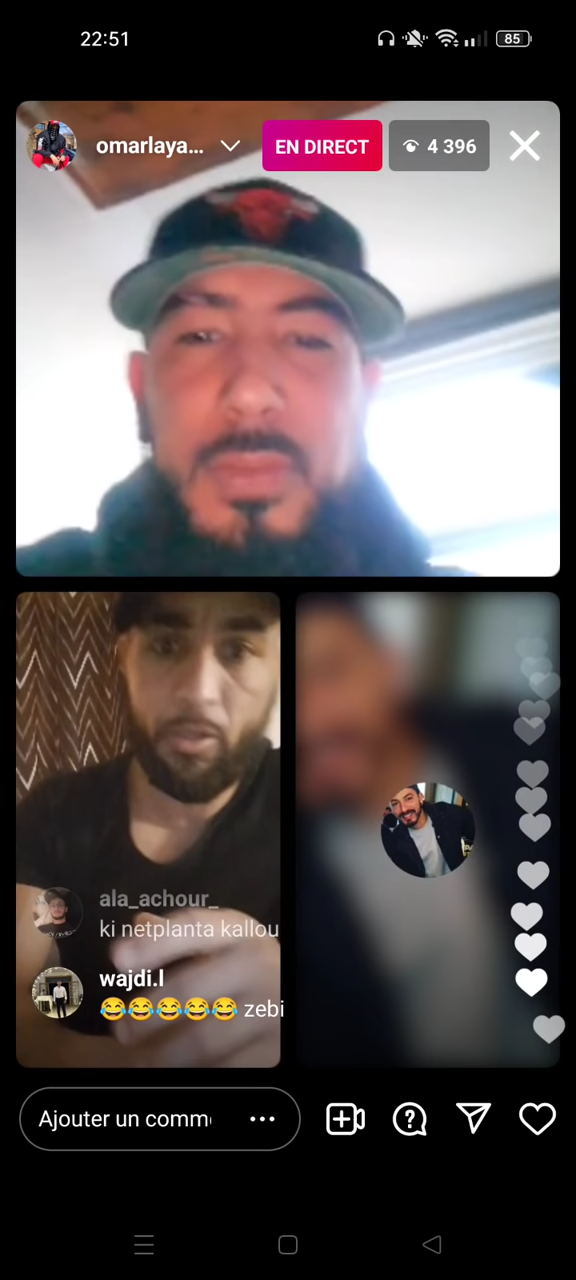 22:51
85
omarlaya...
EN DIRECT
4 396
ala_achour_
ki netplanta kallou
wajdi.l
😂😂😂😂😂 zebi
Ajouter un comm